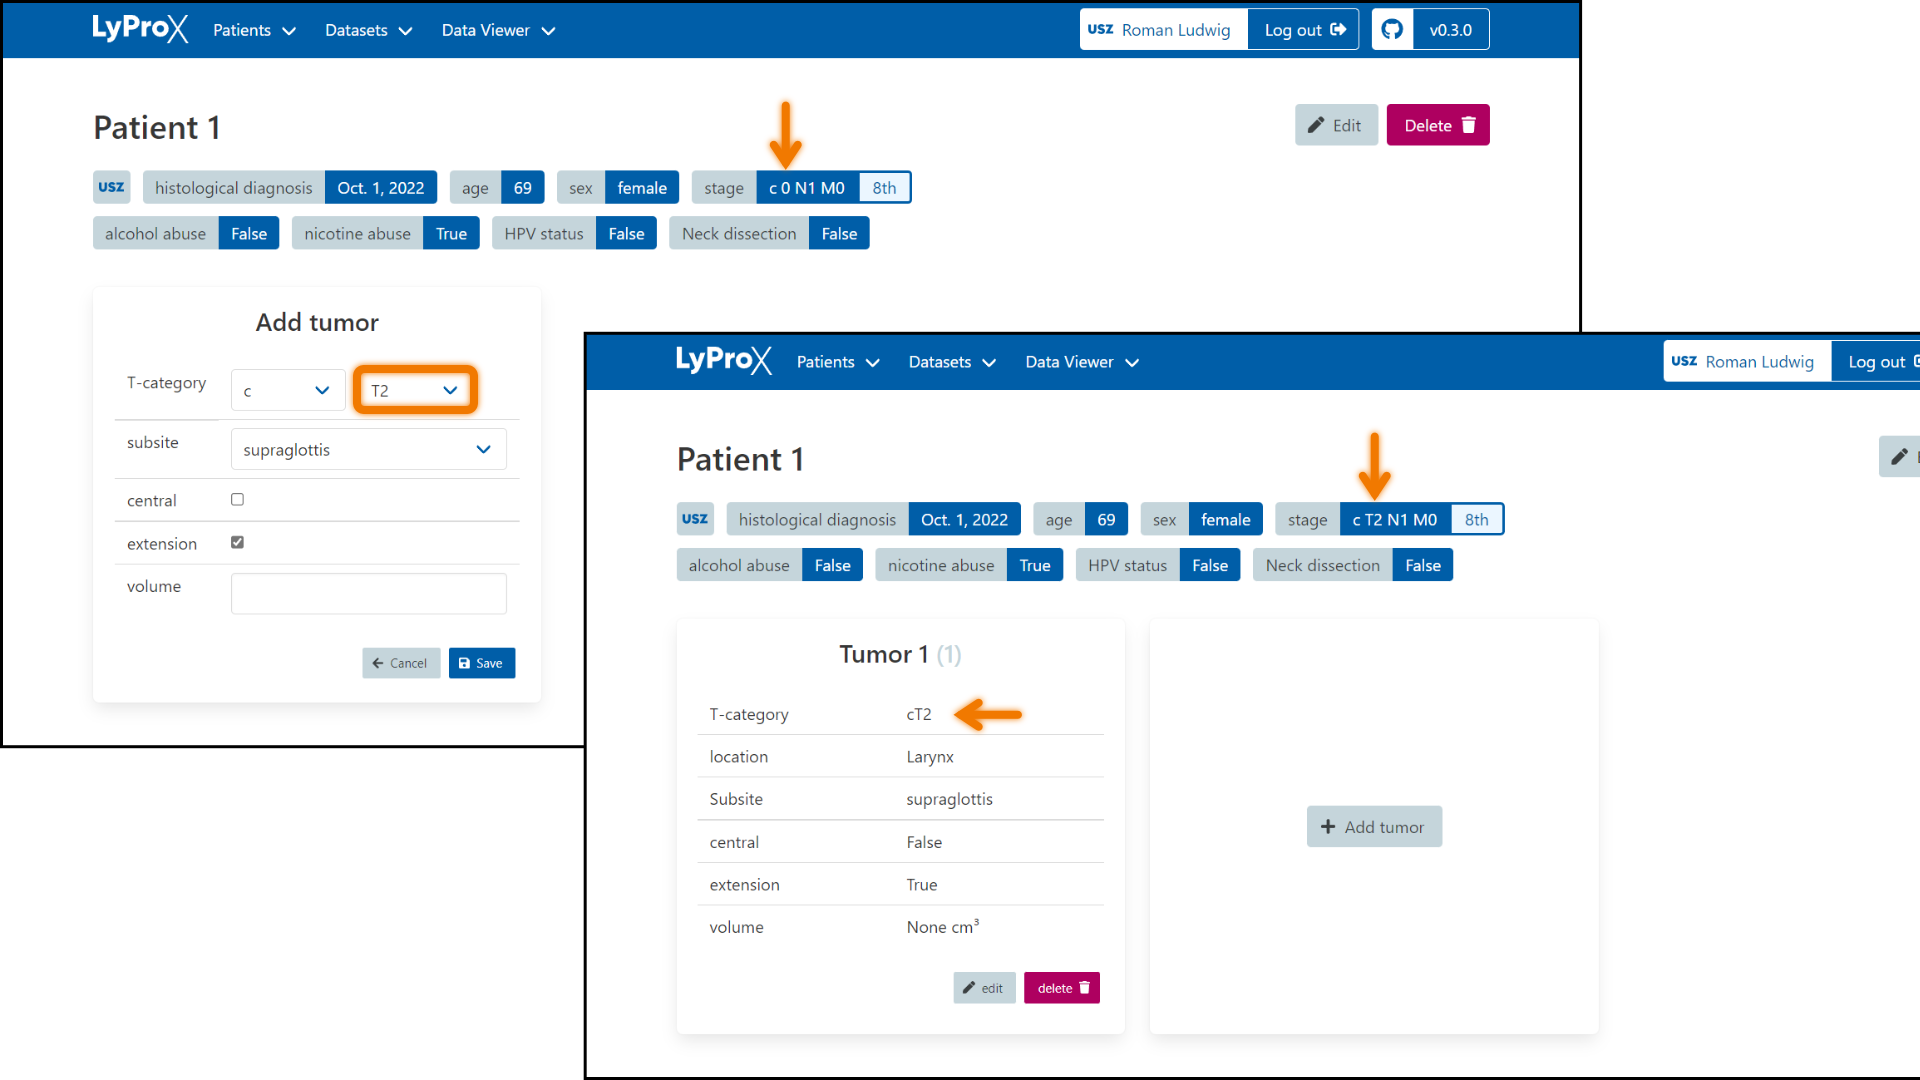 LyProX Patients Datasets Data Viewer USZ Roman Ludwig Log out v0.3.0
Patient 1 Edit Delete
USZ histological diagnosis Oct. 1, 2022 age 69 sex female stage c 0 N1 M0 8th
alcohol abuse False nicotine abuse True HPV status False Neck dissection False
Add tumor
T-category c T2
subsite supraglottis
central
extension
volume
Cancel Save
LyProX Patients Datasets Data Viewer USZ Roman Ludwig Log out
Patient 1
USZ histological diagnosis Oct. 1, 2022 age 69 sex female stage c T2 N1 M0 8th
alcohol abuse False nicotine abuse True HPV status False Neck dissection False
Tumor 1 (1)
T-category cT2
location Larynx
Subsite supraglottis
central False
extension True
volume None cm³
edit delete
Add tumor